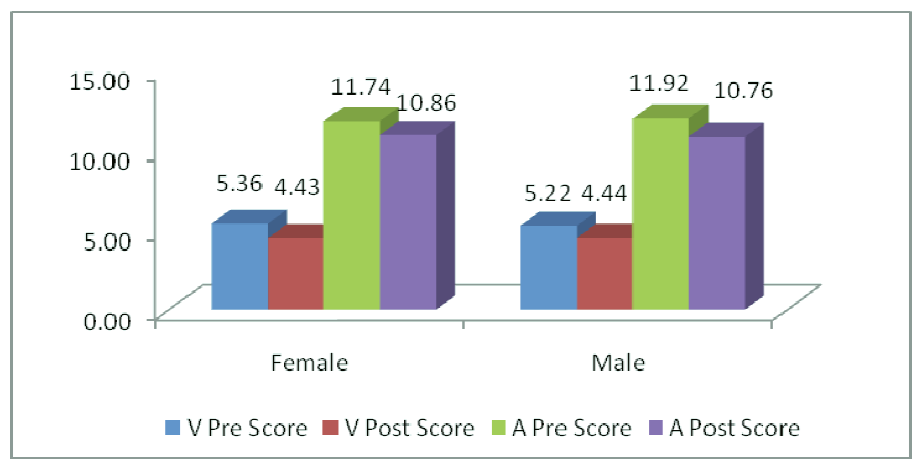 15.00
11.74
11.92
10.86
10.76
10.00
5.36
4.43
5.22
4.44
5.00
0.00
Female
Male
V Pre Score
V Post Score
A Pre Score
A Post Score